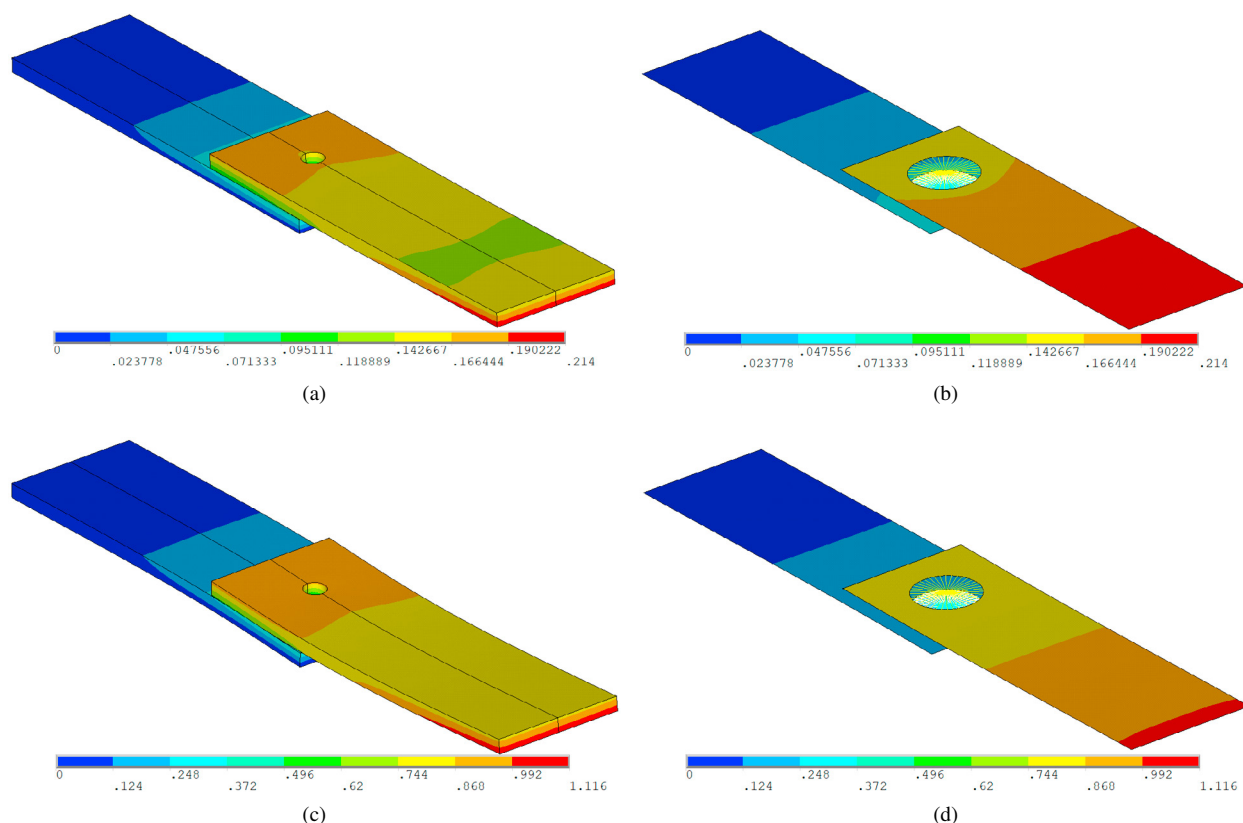 0 .047556 .095111 .142667 .190222
.023778 .071333 .118889 .166444 .214
(a)
0 .047556 .095111 .142667 .190222
.023778 .071333 .118889 .166444 .214
(b)
0 .248 .496 .744 .992
.124 .372 .62 .868 1.116
(c)
0 .248 .496 .744 .992
.124 .372 .62 .868 1.116
(d)